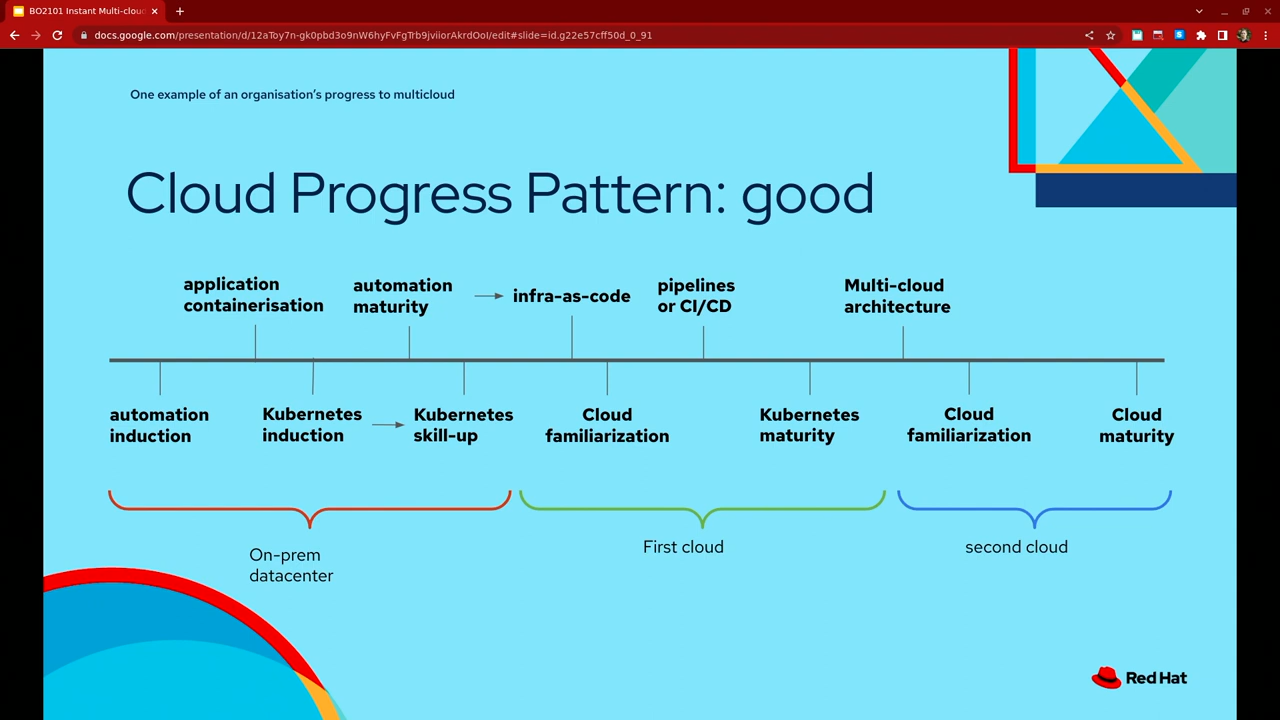 BO2101 Instant Multi-cloud
docs.google.com/presentation/d/12aToy7n-gk0pbd3o9nW6hyFvFgTrb9jviiorAkrdOoI/edit#slide=id.g22e57cff50d_0_91
One example of an organisation’s progress to multicloud
Cloud Progress Pattern: good
application
containerisation
automation
maturity
infra-as-code
pipelines
or CI/CD
Multi-cloud
architecture
automation
induction
Kubernetes
induction
Kubernetes
skill-up
Cloud
familiarization
Kubernetes
maturity
Cloud
familiarization
Cloud
maturity
On-prem
datacenter
First cloud
second cloud
Red Hat